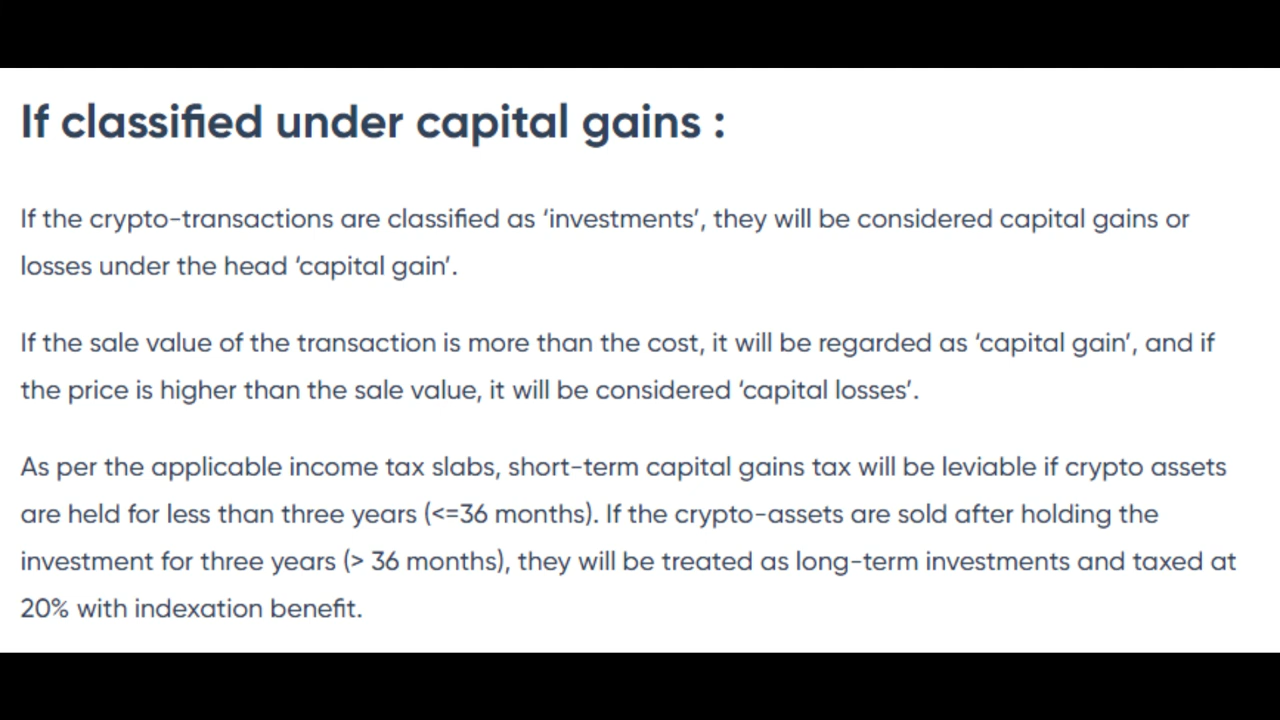 If classified under capital gains :
If the crypto-transactions are classified as ‘investments’, they will be considered capital gains or
losses under the head ‘capital gain’.
If the sale value of the transaction is more than the cost, it will be regarded as ‘capital gain’, and if
the price is higher than the sale value, it will be considered ‘capital losses’.
As per the applicable income tax slabs, short-term capital gains tax will be leviable if crypto assets
are held for less than three years (<=36 months). If the crypto-assets are sold after holding the
investment for three years (> 36 months), they will be treated as long-term investments and taxed at
20% with indexation benefit.